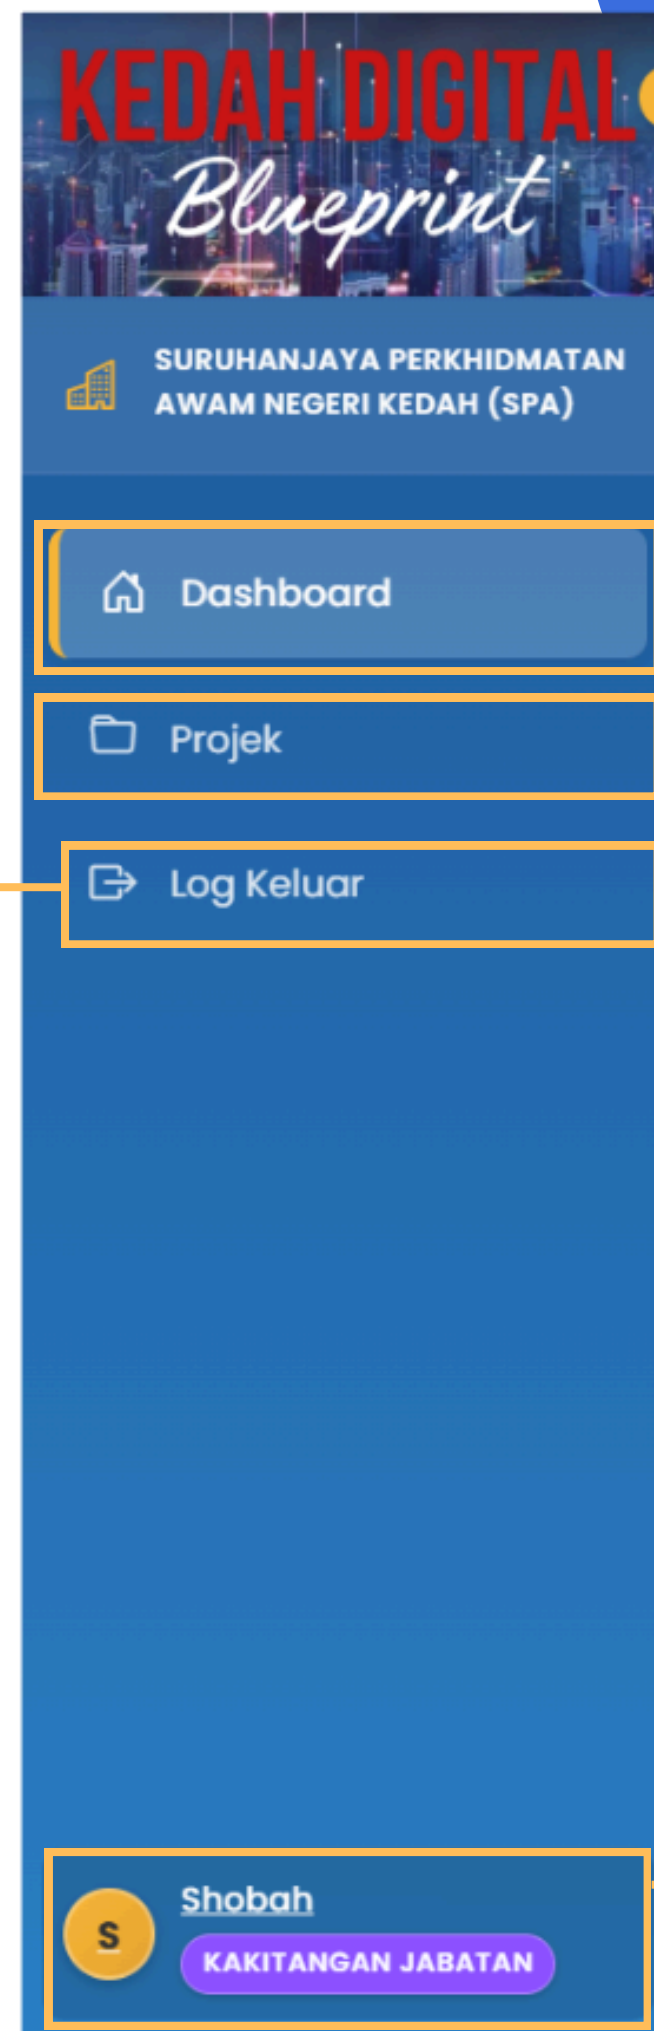 KEDAH DIGITAL
Blueprint
SURUHANJAYA PERKHIDMATAN
AWAM NEGERI KEDAH (SPA)
Dashboard
Projek
Log Keluar
S
Shobah
KAKITANGAN JABATAN